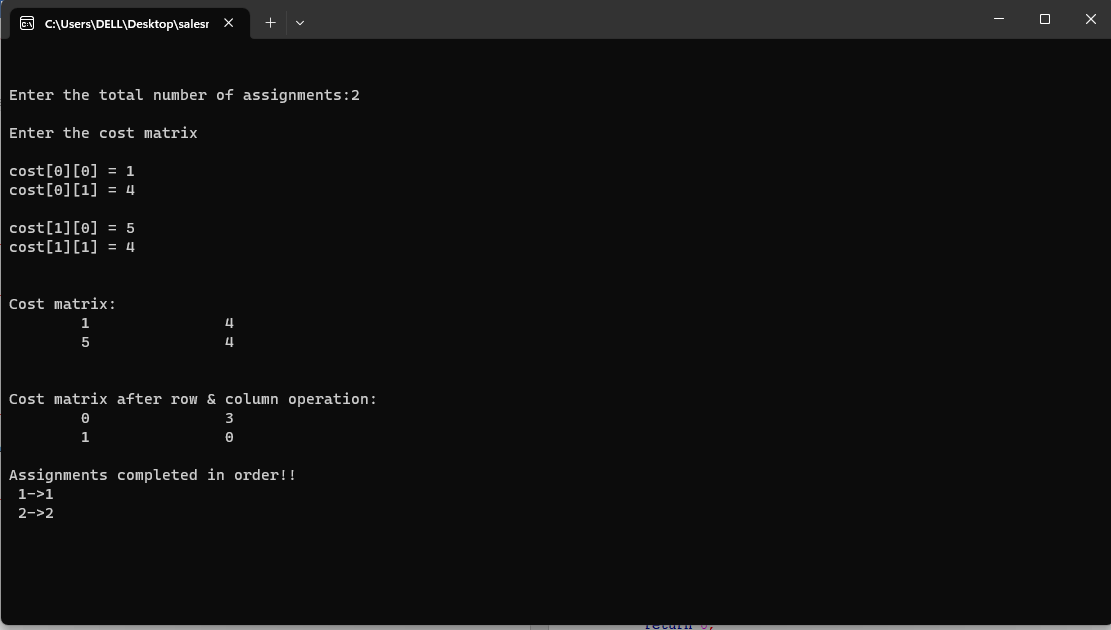 C:\Users\DELL\Desktop\salesr
Enter the total number of assignments:2
Enter the cost matrix
cost[0][0] = 1
cost[0][1] = 4
cost[1][0] = 5
cost[1][1] = 4
Cost matrix:
1 4
5 4
Cost matrix after row & column operation:
0 3
1 0
Assignments completed in order!!
1->1
2->2
return 0;